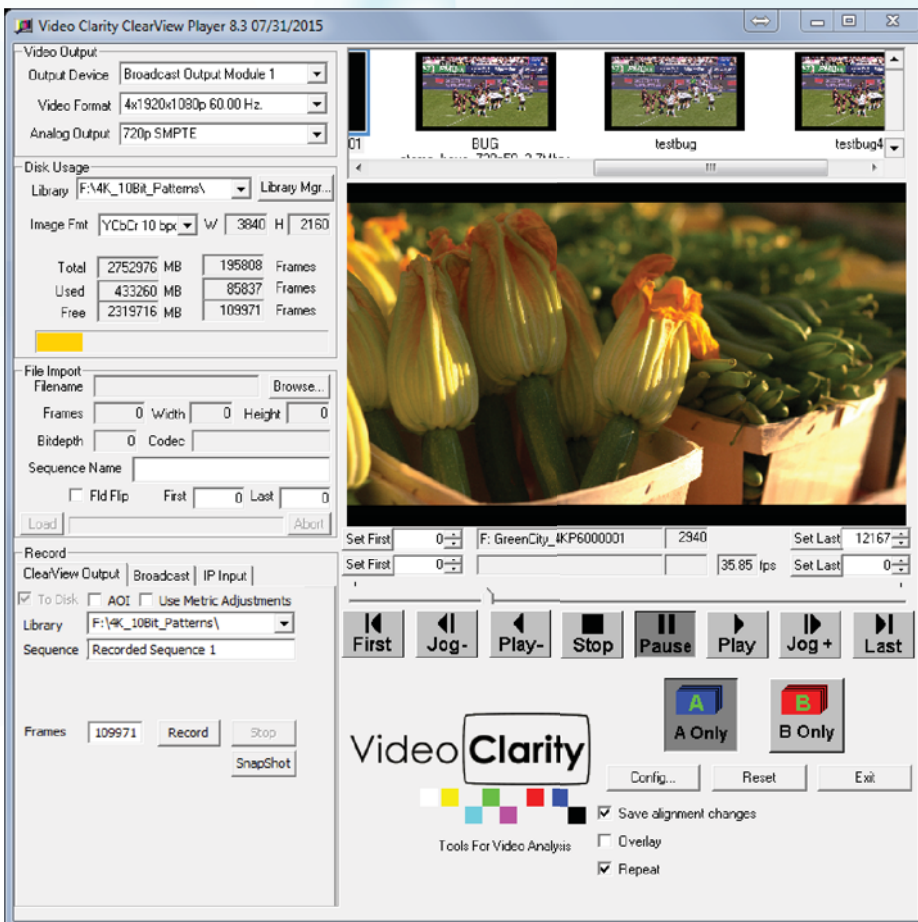 Video Clarity ClearView Player 8.3 07/31/2015
Video Output
Output Device Broadcast Output Module 1
Video Format 4x1920x1080p 60.00 Hz.
Analog Output 720p SMPTE
Disk Usage
Library F:\4K_10Bit_Patterns\ Library Mgr...
Image Fmt YCbCr 10 bpx W 3840 H 2160
Total 2752976 MB 195808 Frames
Used 433260 MB 85837 Frames
Free 2319716 MB 109971 Frames
File Import
Filename Browse...
Frames 0 Width 0 Height 0
Bitdepth 0 Codec
Sequence Name
Fld Flip First 0 Last 0
Load Abort
Record
ClearView Output Broadcast IP Input
To Disk AOI Use Metric Adjustments
Library F:\4K_10Bit_Patterns\
Sequence Recorded Sequence 1
Frames 109971 Record Stop
SnapShot
01 BUG testbug testbug4
Set First 0 F: GreenCity_4KP6000001 2940 Set Last 12167
Set First 0 35.85 fps Set Last 0
First Jog- Play- Stop Pause Play Jog+ Last
A B
A Only B Only
Video Clarity
Tools For Video Analysis
Config... Reset Exit
Save alignment changes
Overlay
Repeat